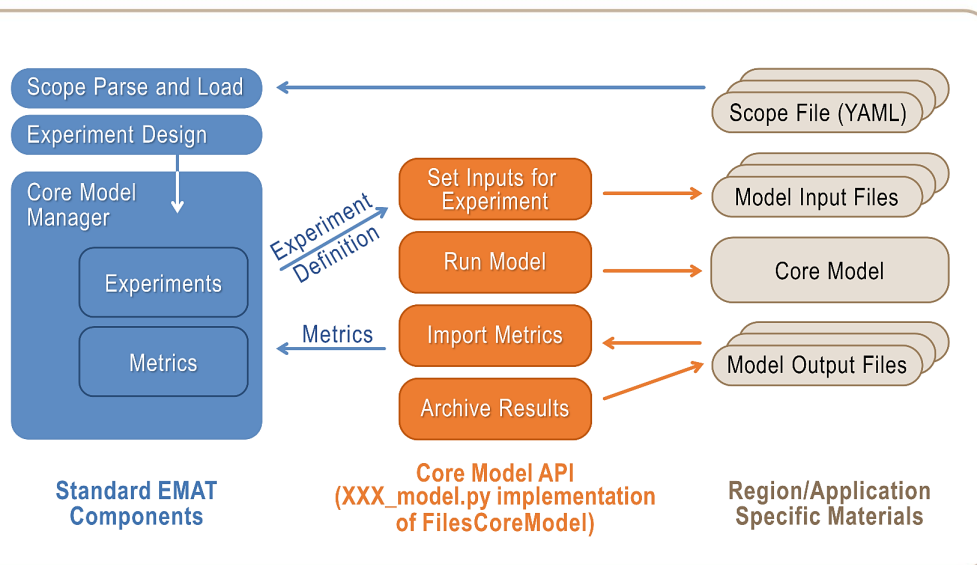 Scope Parse and Load
Experiment Design
Core Model
Manager
Experiments
Metrics
Experiment
Definition
Metrics
Set Inputs for
Experiment
Run Model
Import Metrics
Archive Results
Scope File (YAML)
Model Input Files
Core Model
Model Output Files
Standard EMAT
Components
Core Model API
(XXX_model.py implementation
of FilesCoreModel)
Region/Application
Specific Materials